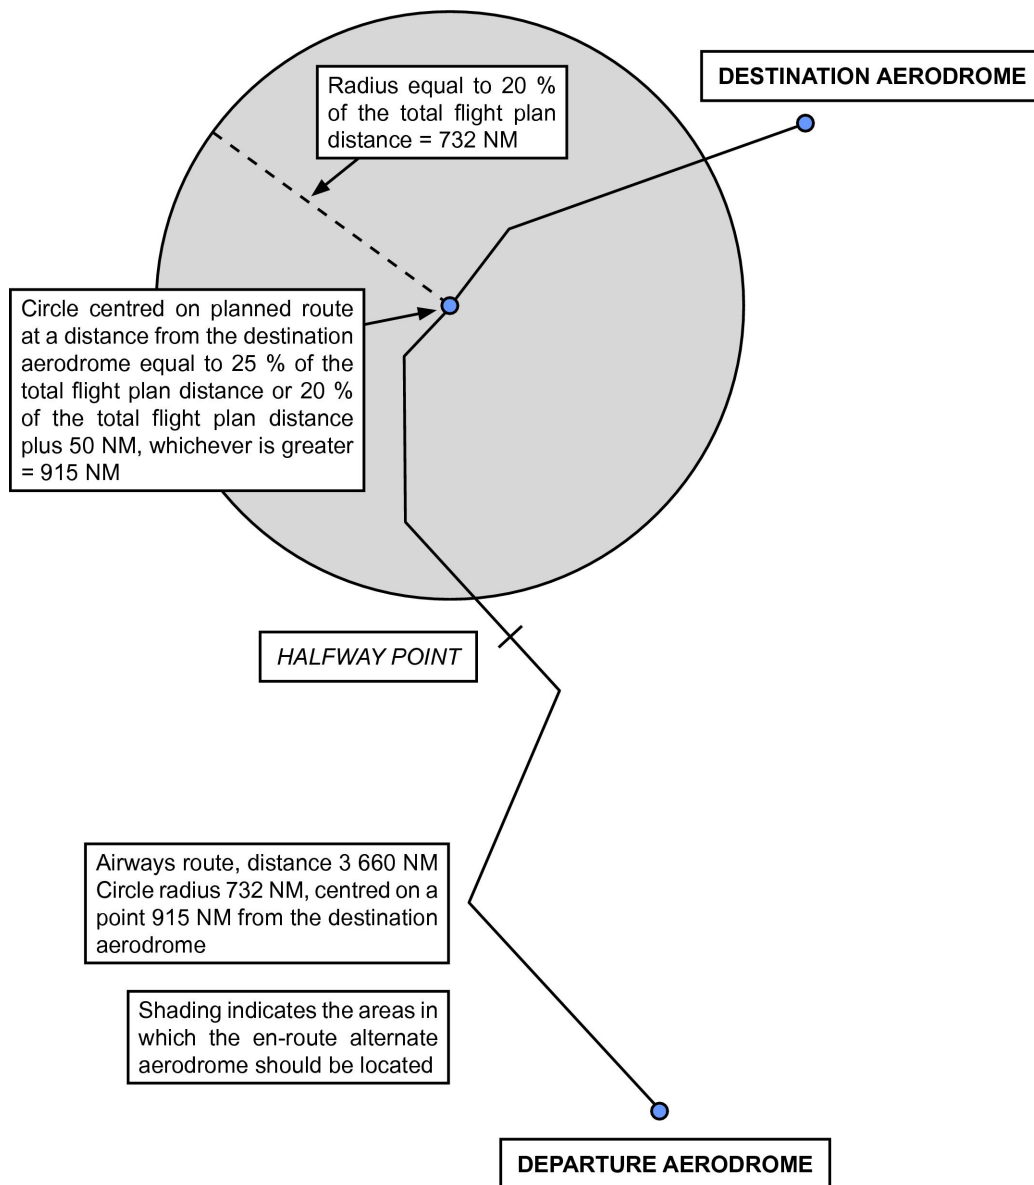 Radius equal to 20 %
of the total flight plan
distance = 732 NM
DESTINATION AERODROME
Circle centred on planned route
at a distance from the destination
aerodrome equal to 25 % of the
total flight plan distance or 20 %
of the total flight plan distance
plus 50 NM, whichever is greater
= 915 NM
HALFWAY POINT
Airways route, distance 3 660 NM
Circle radius 732 NM, centred on a
point 915 NM from the destination
aerodrome
Shading indicates the areas in
which the en-route alternate
aerodrome should be located
DEPARTURE AERODROME